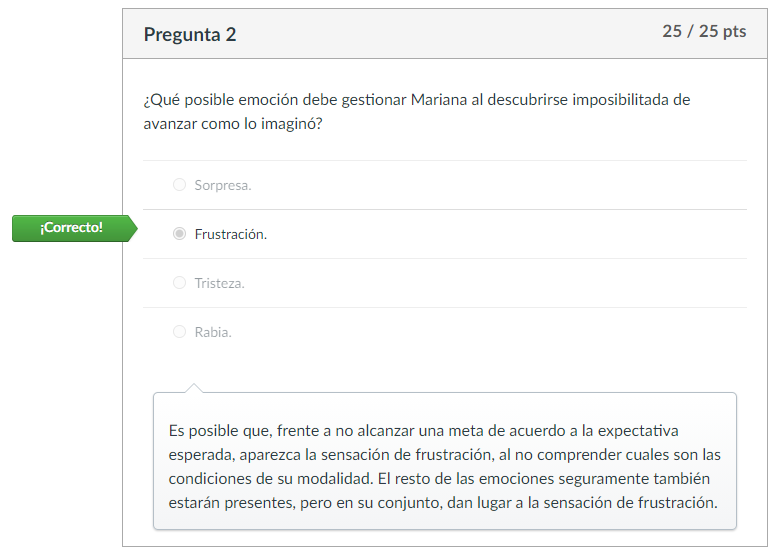 Pregunta 2
25 / 25 pts
¿Qué posible emoción debe gestionar Mariana al descubrirse imposibilitada de
avanzar como lo imaginó?
Sorpresa.
¡Correcto!
Frustración.
Tristeza.
Rabia.
Es posible que, frente a no alcanzar una meta de acuerdo a la expectativa
esperada, aparezca la sensación de frustración, al no comprender cuales son las
condiciones de su modalidad. El resto de las emociones seguramente también
estarán presentes, pero en su conjunto, dan lugar a la sensación de frustración.